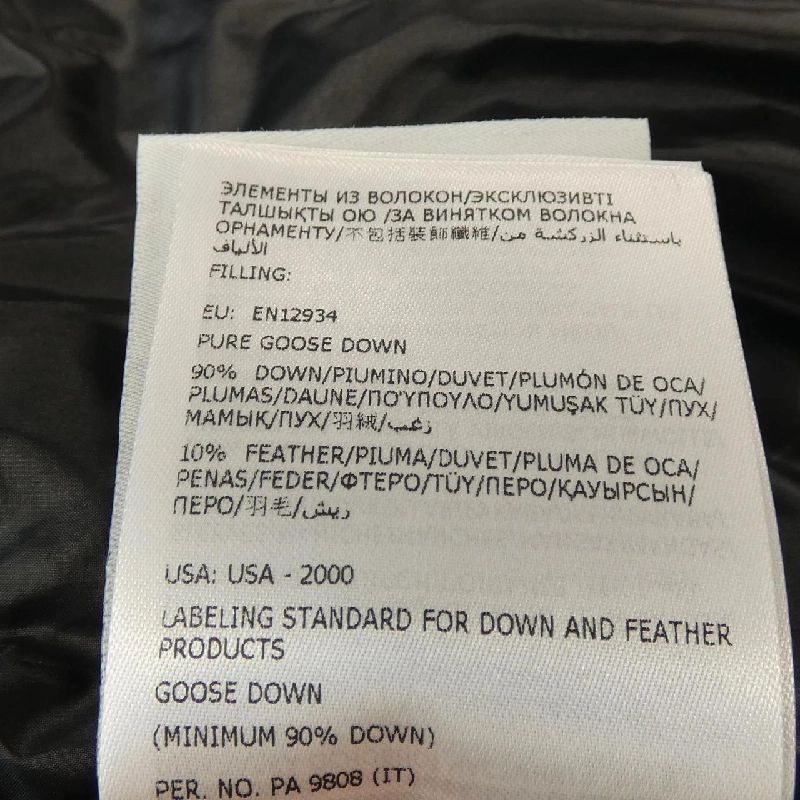 ЭЛЕМЕНТЫ ИЗ ВОЛОКОН/ЭКСКЛЮЗИВТІ
ТАЛШЫҚТЫ ОЮ /ЗА ВИНЯТКОМ ВОЛОКНА
ОРНАМЕНТУ/不包括裝飾纖維/باستثناء الزركشية من
الألياف
FILLING:
EU: EN12934
PURE GOOSE DOWN
90% DOWN/PIUMINO/DUVET/PLUMÓN DE OCA/
PLUMAS/DAUNE/ΠΟΎΠΟΥΛΟ/YUMUŞAK TÜY/ПУХ/
МАМЫҚ/ПУХ/羽絨/زغب
10% FEATHER/PIUMA/DUVET/PLUMA DE OCA/
PENAS/FEDER/ΦΤΕΡΌ/TÜY/ПЕРО/ҚАУЫРСЫН/
ПЕРО/羽毛/ريش
USA: USA - 2000
LABELING STANDARD FOR DOWN AND FEATHER
PRODUCTS
GOOSE DOWN
(MINIMUM 90% DOWN)
PER. NO. PA 9808 (IT)